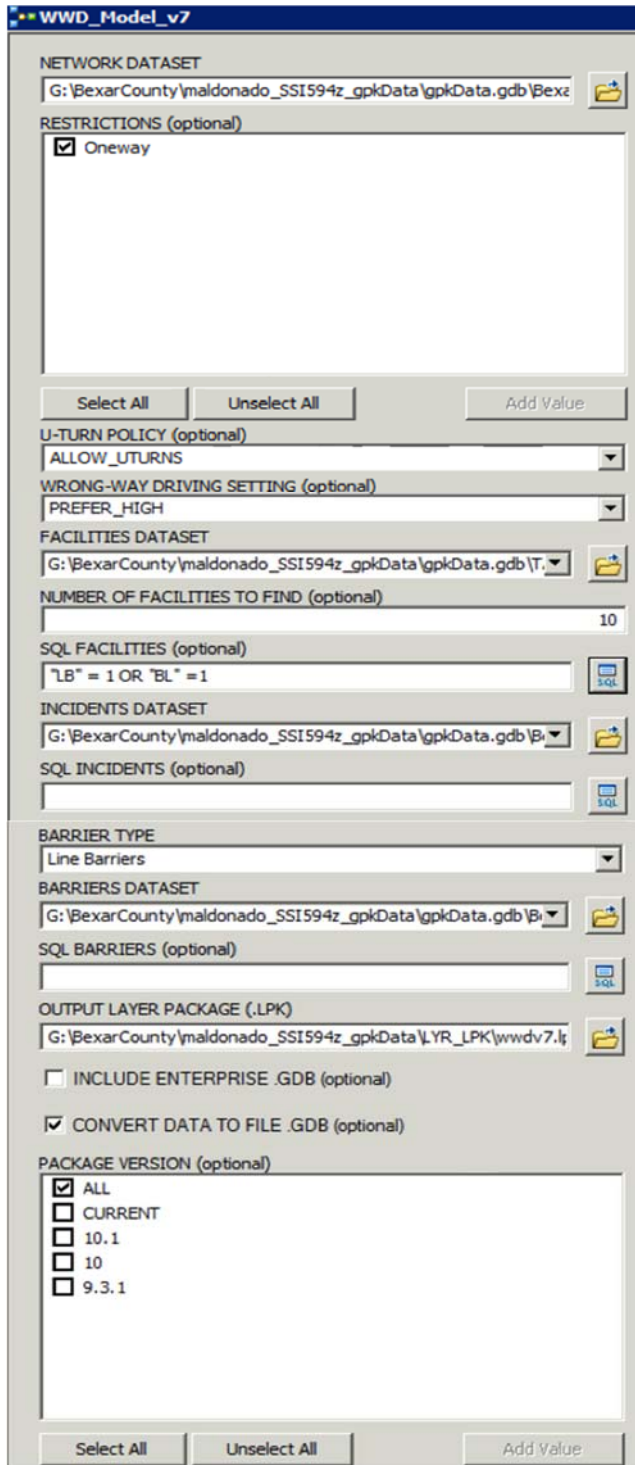 WWD_Model_v7
NETWORK DATASET
G:\BexarCounty\maldonado_SSI594z_gpkData\gpkData.gdb\Bexa
RESTRICTIONS (optional)
Oneway
Select All Unselect All Add Value
U-TURN POLICY (optional)
ALLOW_UTURNS
WRONG-WAY DRIVING SETTING (optional)
PREFER_HIGH
FACILITIES DATASET
G:\BexarCounty\maldonado_SSI594z_gpkData\gpkData.gdb\T.
NUMBER OF FACILITIES TO FIND (optional)
10
SQL FACILITIES (optional)
"LB" = 1 OR "BL" =1
SQL
INCIDENTS DATASET
G:\BexarCounty\maldonado_SSI594z_gpkData\gpkData.gdb\B
SQL INCIDENTS (optional)
SQL
BARRIER TYPE
Line Barriers
BARRIERS DATASET
G:\BexarCounty\maldonado_SSI594z_gpkData\gpkData.gdb\B
SQL BARRIERS (optional)
SQL
OUTPUT LAYER PACKAGE (.LPK)
G:\BexarCounty\maldonado_SSI594z_gpkData\LYR_LPK\wwdv7.l
INCLUDE ENTERPRISE .GDB (optional)
CONVERT DATA TO FILE .GDB (optional)
PACKAGE VERSION (optional)
ALL
CURRENT
10.1
10
9.3.1
Select All Unselect All Add Value